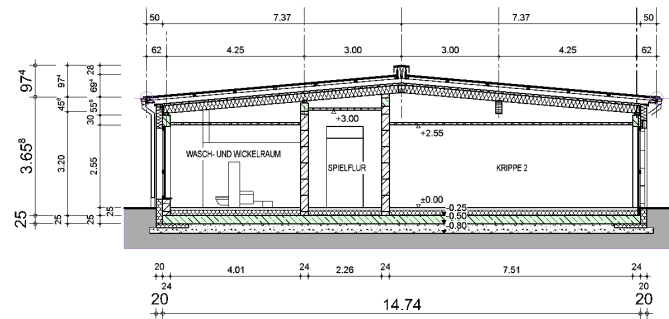 50 7.37 7.37 50
62 4.25 3.00 3.00 4.25 62
97⁴ 97⁴ 28
69⁴
45⁸ 55⁸
30
+3.00
+2.55
3.65⁸ 3.20 2.55
WASCH- UND WICKELRAUM
SPIELFLUR
KRIPPE 2
±0.00
-0.25
-0.50
-0.80
25 25 25 25
20 4.01 24 2.26 24 7.51 24
24 20
20 14.74 20